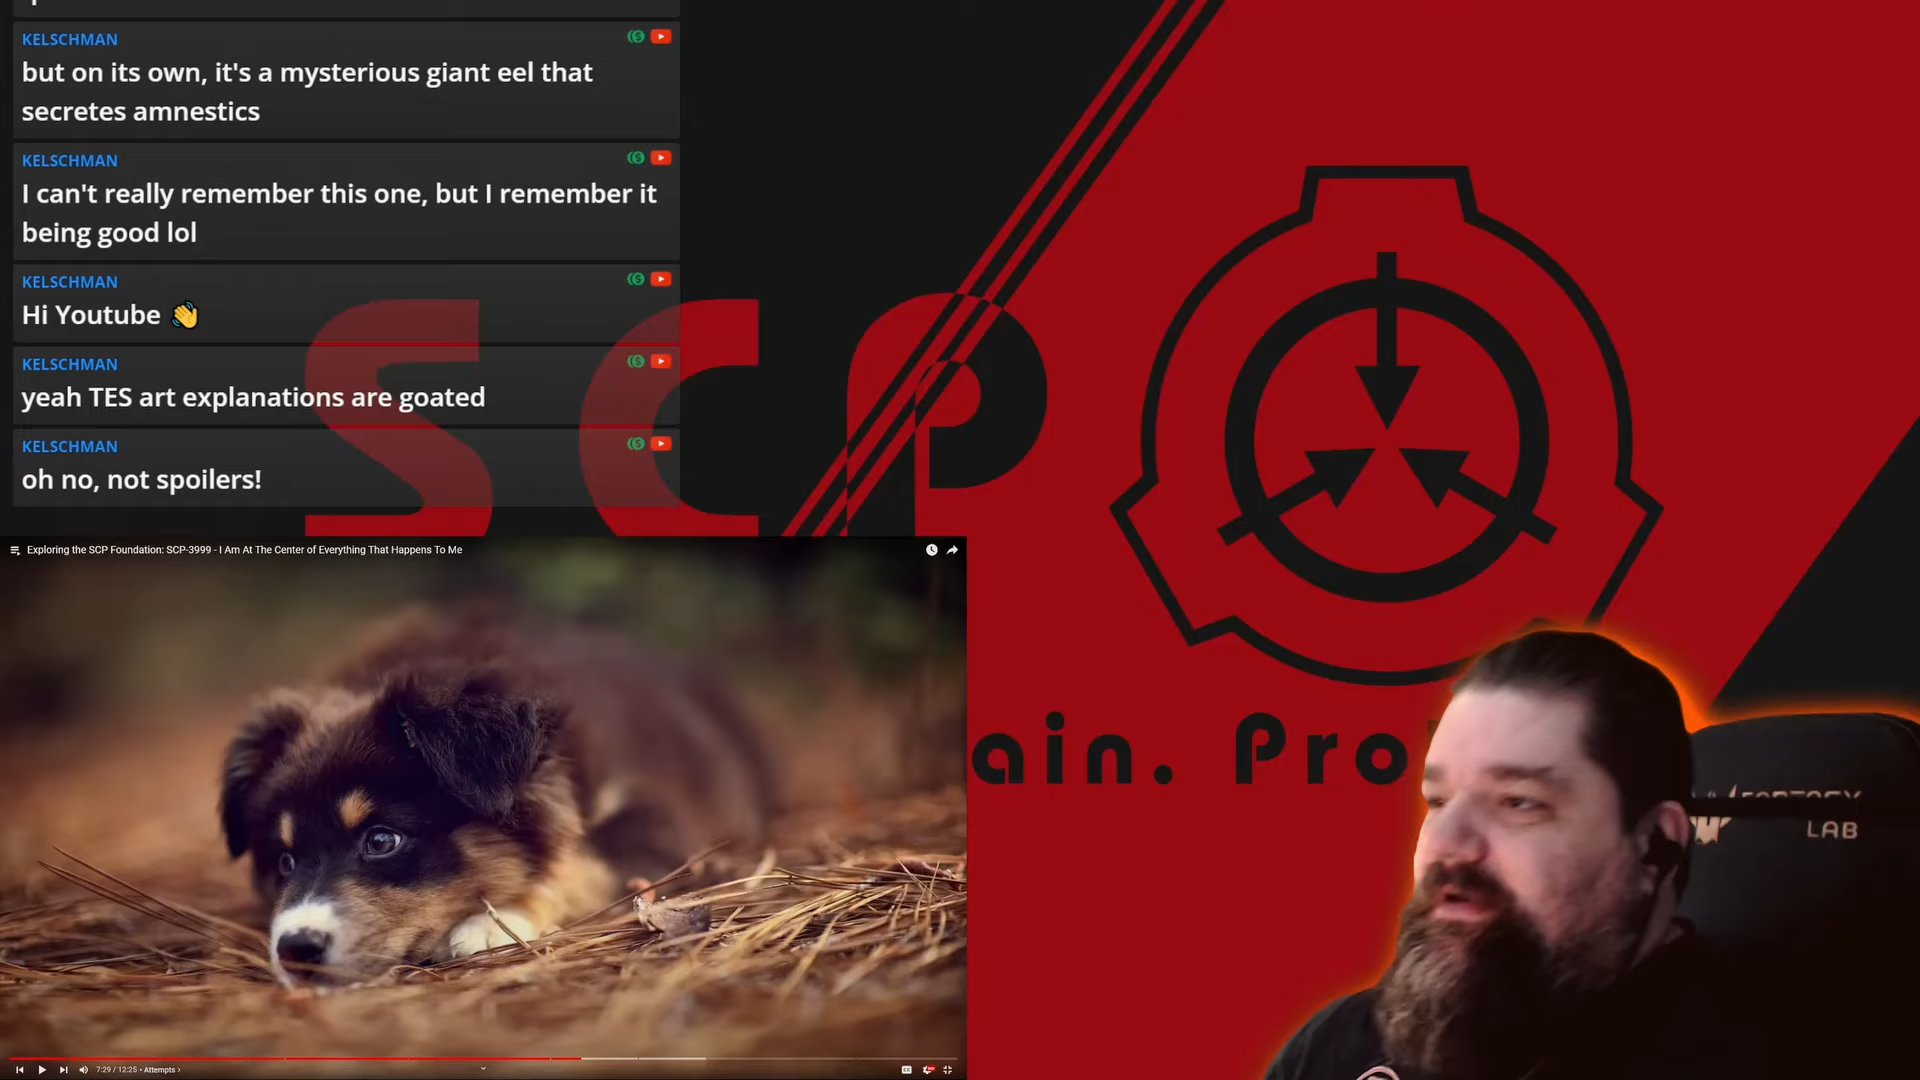 KELSCHMAN
but on its own, it's a mysterious giant eel that
secretes amnestics
KELSCHMAN
I can't really remember this one, but I remember it
being good lol
KELSCHMAN
Hi Youtube 👋
KELSCHMAN
yeah TES art explanations are goated
KELSCHMAN
oh no, not spoilers!
SCP
Exploring the SCP Foundation: SCP-3999 - I Am At The Center of Everything That Happens To Me
ain. Pro
LAB
7:29 / 12:25 • Attempts ›